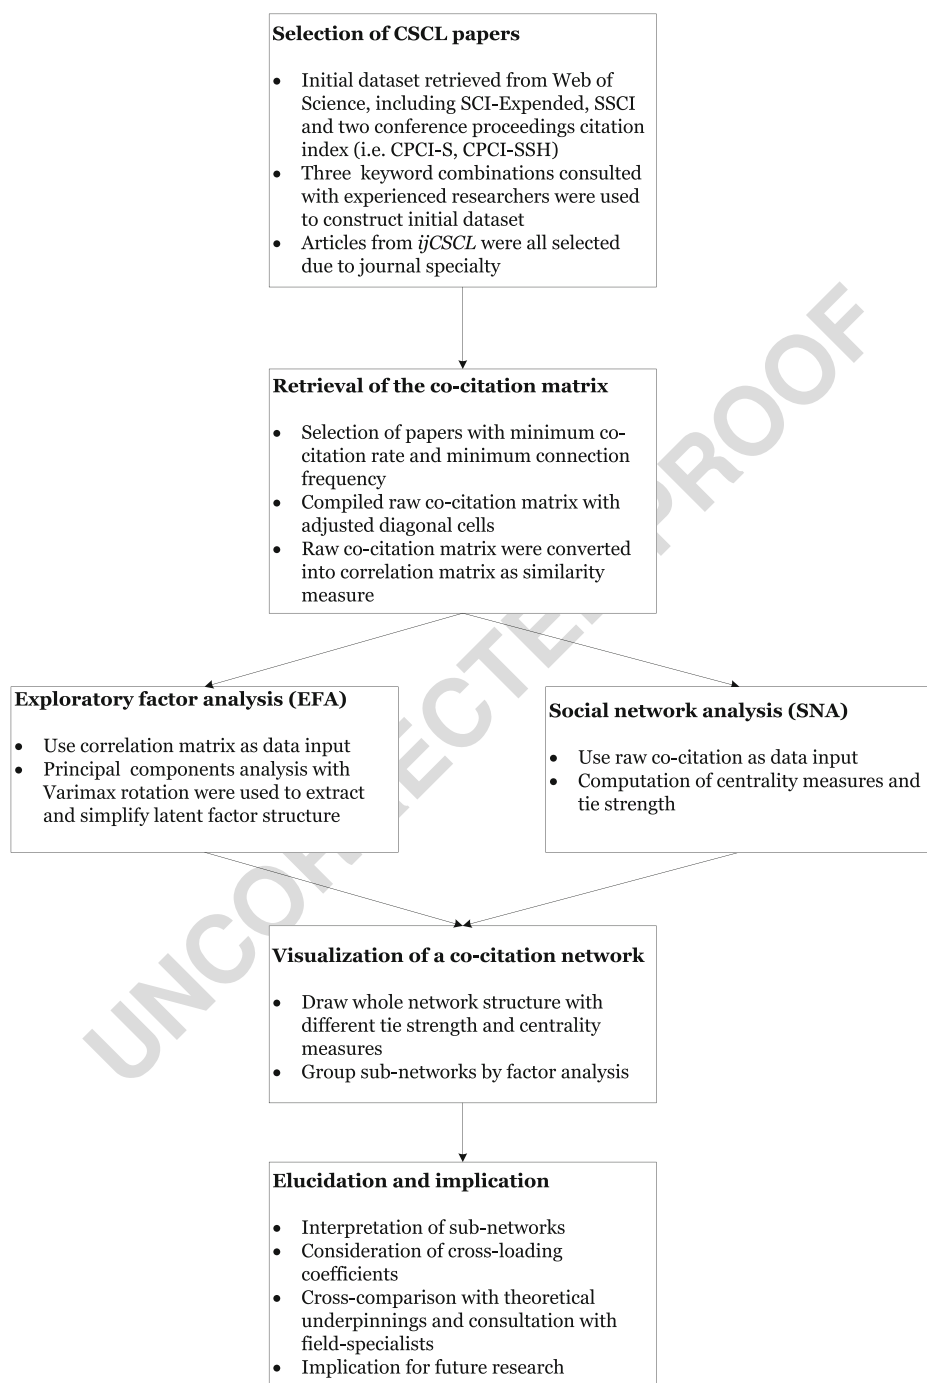 Selection of CSCL papers
• Initial dataset retrieved from Web of
Science, including SCI-Expended, SSCI
and two conference proceedings citation
index (i.e. CPCI-S, CPCI-SSH)
• Three keyword combinations consulted
with experienced researchers were used
to construct initial dataset
• Articles from ijCSCL were all selected
due to journal specialty
Retrieval of the co-citation matrix
• Selection of papers with minimum co-
citation rate and minimum connection
frequency
• Compiled raw co-citation matrix with
adjusted diagonal cells
• Raw co-citation matrix were converted
into correlation matrix as similarity
measure
Exploratory factor analysis (EFA)
• Use correlation matrix as data input
• Principal components analysis with
Varimax rotation were used to extract
and simplify latent factor structure
Social network analysis (SNA)
• Use raw co-citation as data input
• Computation of centrality measures and
tie strength
Visualization of a co-citation network
• Draw whole network structure with
different tie strength and centrality
measures
• Group sub-networks by factor analysis
Elucidation and implication
• Interpretation of sub-networks
• Consideration of cross-loading
coefficients
• Cross-comparison with theoretical
underpinnings and consultation with
field-specialists
• Implication for future research
UNCORRECTED PROOF